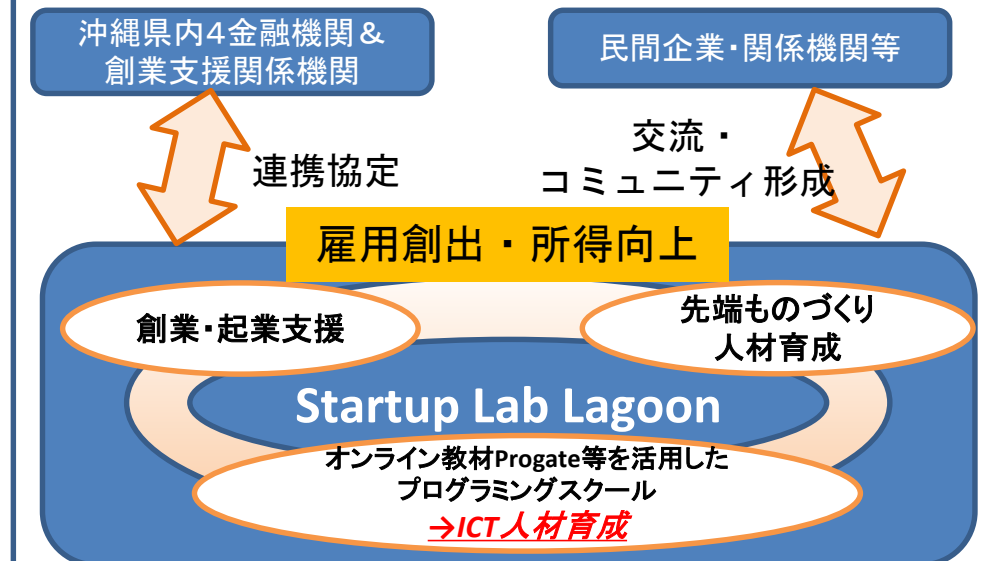 沖縄県内4金融機関&
創業支援関係機関
民間企業・関係機関等
連携協定
交流・
コミュニティ形成
雇用創出・所得向上
創業・起業支援
先端ものづくり
人材育成
Startup Lab Lagoon
オンライン教材Progate等を活用した
プログラミングスクール
→ICT人材育成